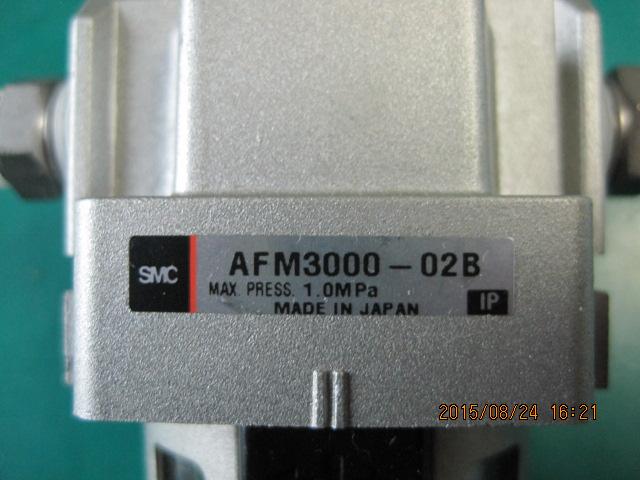 SMC
AFM3000-02B
MAX. PRESS. 1.0MPa
MADE IN JAPAN
IP
2015/08/24 16:21